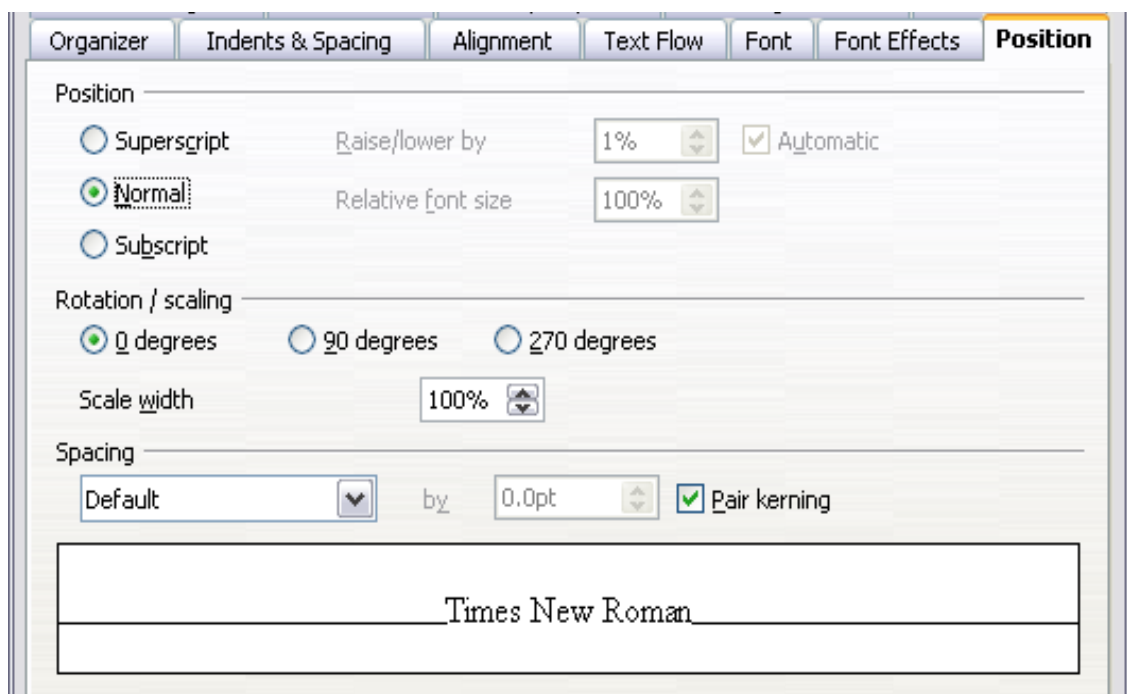 Organizer Indents & Spacing Alignment Text Flow Font Font Effects Position
Position
Superscript Raise/lower by 1% Automatic
Normal Relative font size 100%
Subscript
Rotation / scaling
0 degrees 90 degrees 270 degrees
Scale width 100%
Spacing
Default by 0.0pt Pair kerning
Times New Roman